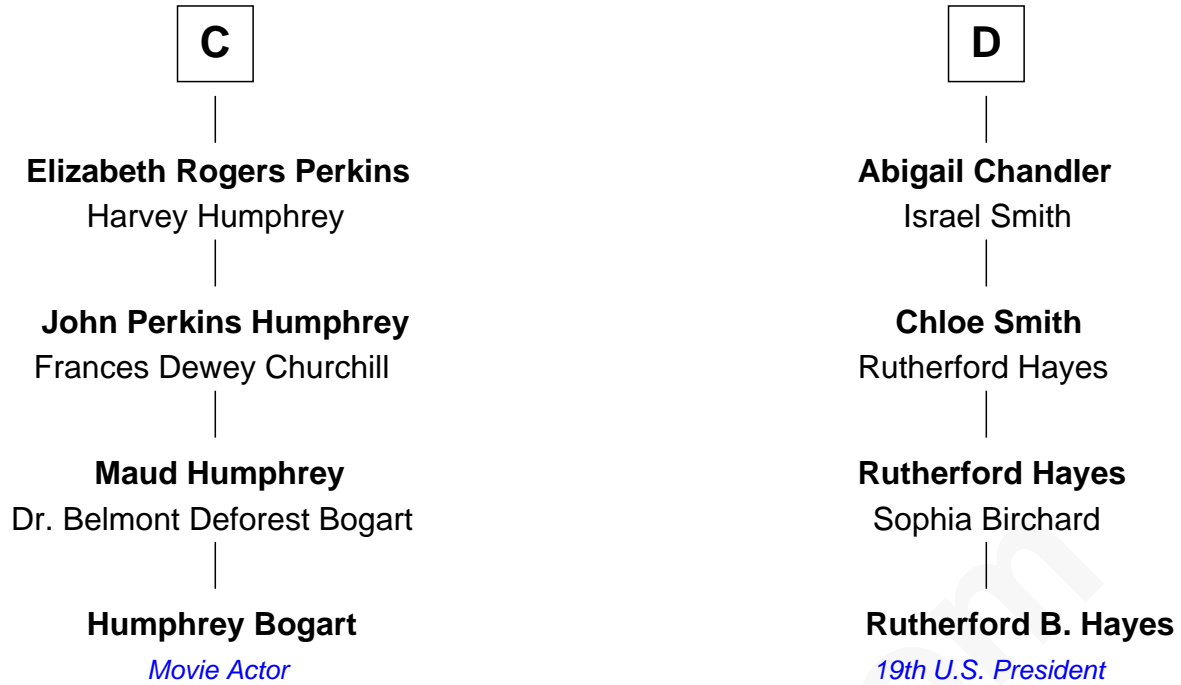 C
Elizabeth Rogers Perkins
Harvey Humphrey
John Perkins Humphrey
Frances Dewey Churchill
Maud Humphrey
Dr. Belmont Deforest Bogart
Humphrey Bogart
Movie Actor
D
Abigail Chandler
Israel Smith
Chloe Smith
Rutherford Hayes
Rutherford Hayes
Sophia Birchard
Rutherford B. Hayes
19th U.S. President